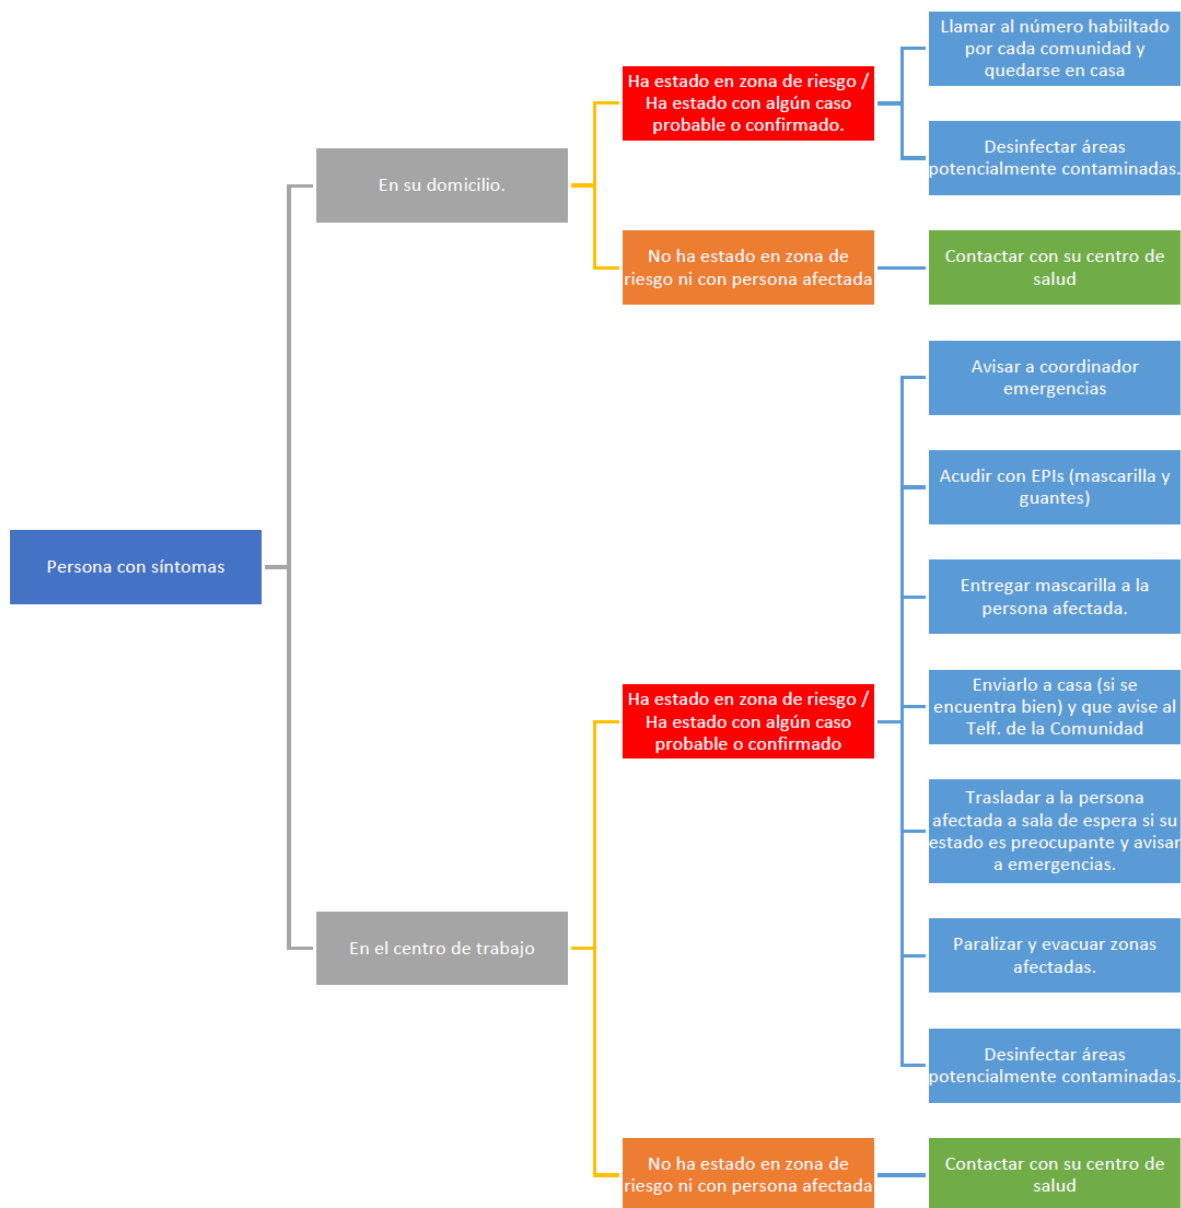 Persona con síntomas
En su domicilio.
Ha estado en zona de riesgo /
Ha estado con algún caso
probable o confirmado.
Llamar al número habiiltado
por cada comunidad y
quedarse en casa
Desinfectar áreas
potencialmente contaminadas.
No ha estado en zona de
riesgo ni con persona afectada
Contactar con su centro de
salud
En el centro de trabajo
Ha estado en zona de riesgo /
Ha estado con algún caso
probable o confirmado
Avisar a coordinador
emergencias
Acudir con EPIs (mascarilla y
guantes)
Entregar mascarilla a la
persona afectada.
Enviarlo a casa (si se
encuentra bien) y que avise al
Telf. de la Comunidad
Trasladar a la persona
afectada a sala de espera si su
estado es preocupante y avisar
a emergencias.
Paralizar y evacuar zonas
afectadas.
Desinfectar áreas
potencialmente contaminadas.
No ha estado en zona de
riesgo ni con persona afectada
Contactar con su centro de
salud